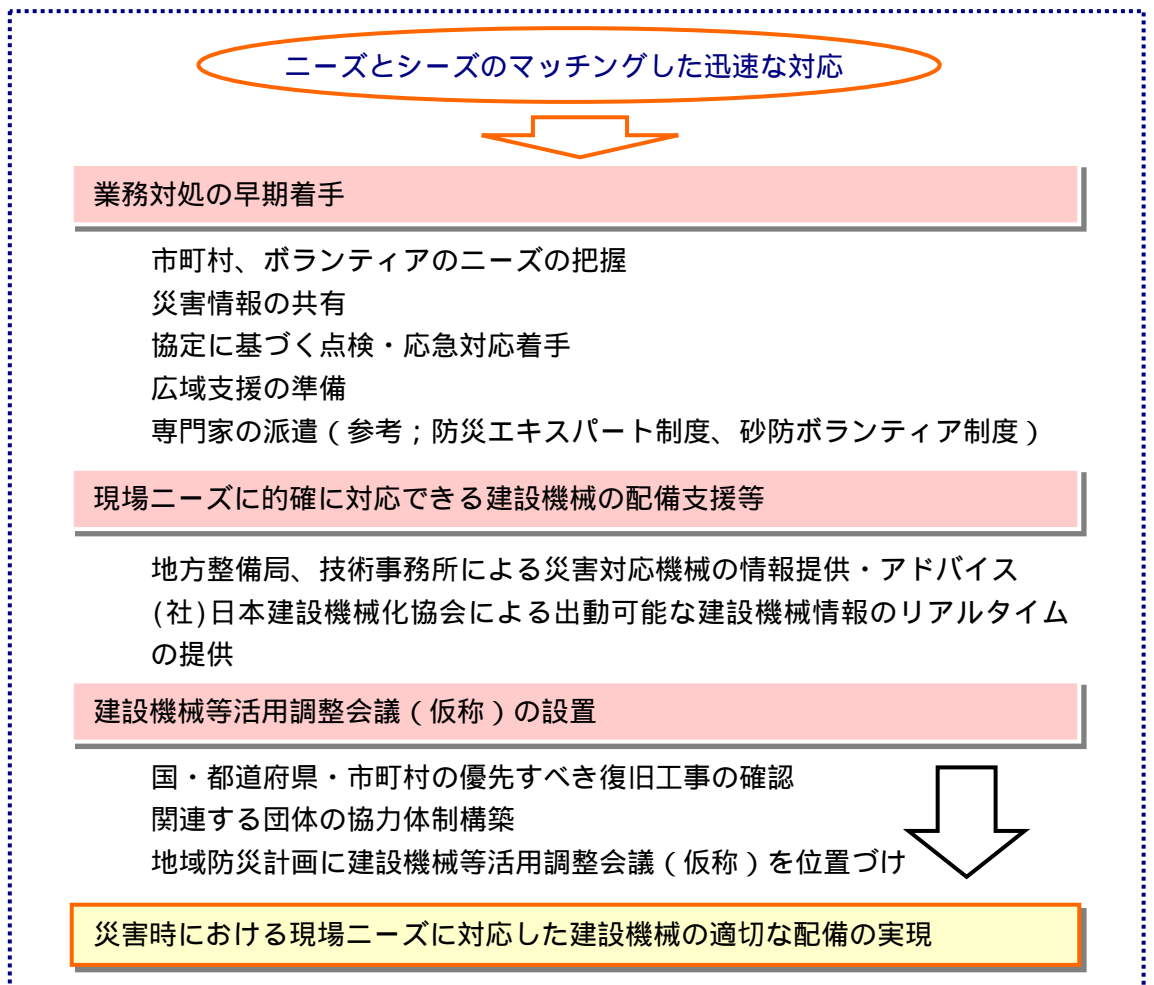 ニーズとシーズのマッチングした迅速な対応
業務対処の早期着手
市町村、ボランティアのニーズの把握
災害情報の共有
協定に基づく点検・応急対応着手
広域支援の準備
専門家の派遣(参考;防災エキスパート制度、砂防ボランティア制度)
現場ニーズに的確に対応できる建設機械の配備支援等
地方整備局、技術事務所による災害対応機械の情報提供・アドバイス
(社)日本建設機械化協会による出動可能な建設機械情報のリアルタイム
の提供
建設機械等活用調整会議(仮称)の設置
国・都道府県・市町村の優先すべき復旧工事の確認
関連する団体の協力体制構築
地域防災計画に建設機械等活用調整会議(仮称)を位置づけ
災害時における現場ニーズに対応した建設機械の適切な配備の実現